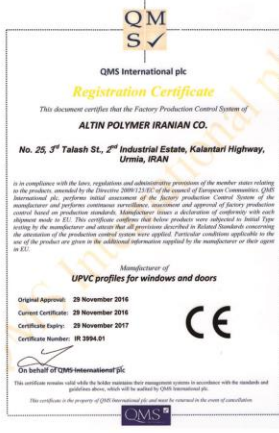 QM
S✓
QMS International plc
Registration Certificate
This document certifies that the Factory Production Control System of
ALTIN POLYMER IRANIAN CO.
No. 25, 3rd Talash St., 2nd Industrial Estate, Kalantari Highway,
Urmia, IRAN
is in compliance with the laws, regulations and administrative provisions of the member states relating
to the products, amended by the Directive 2009/125/EC of the council of European Communities. QMS
International plc, performs initial assessment of the factory production Control System of the
manufacturer and performs continuous surveillance, assessment and approval of factory production
control based on production standards. Manufacturer issues a declaration of conformity with each
shipment made to EU. This certificate confirms that below products were subjected to Initial Type
testing by the manufacturer and attests that all provisions described in Related Standards concerning
the attestation of the production control system were applied. Particular conditions applicable to the
use of the product are given in the additional information supplied by the manufacturer or their agent
in EU.
Manufacturer of
UPVC profiles for windows and doors
Original Approval: 29 November 2016
Current Certificate: 29 November 2016
Certificate Expiry: 29 November 2017
Certificate Number: IR 3994.01
CE
On behalf of QMS International plc
This certificate remains valid while the holder maintains their management systems in accordance with the standards and
guidelines above, which will be audited by QMS International plc.
This certificate is the property of QMS International plc and must be returned in the event of cancellation.
QMS